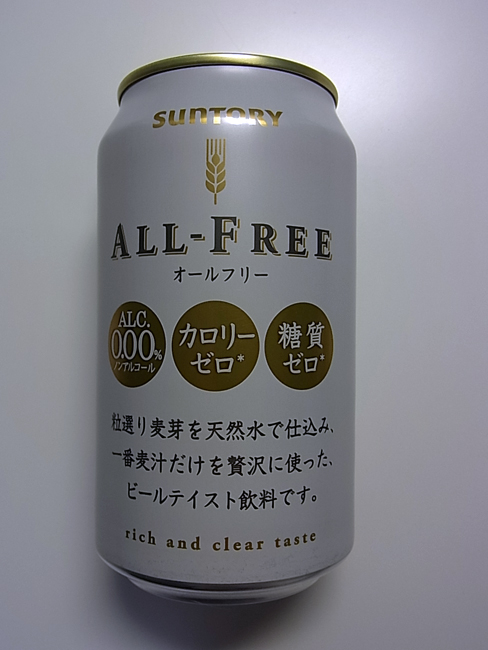 SUNTORY
ALL-FREE
オールフリー
ALC.
0.00%
ノンアルコール
カロリー
ゼロ*
糖質
ゼロ*
粒選り麦芽を天然水で仕込み、
一番麦汁だけを贅沢に使った、
ビールテイスト飲料です。
rich and clear taste